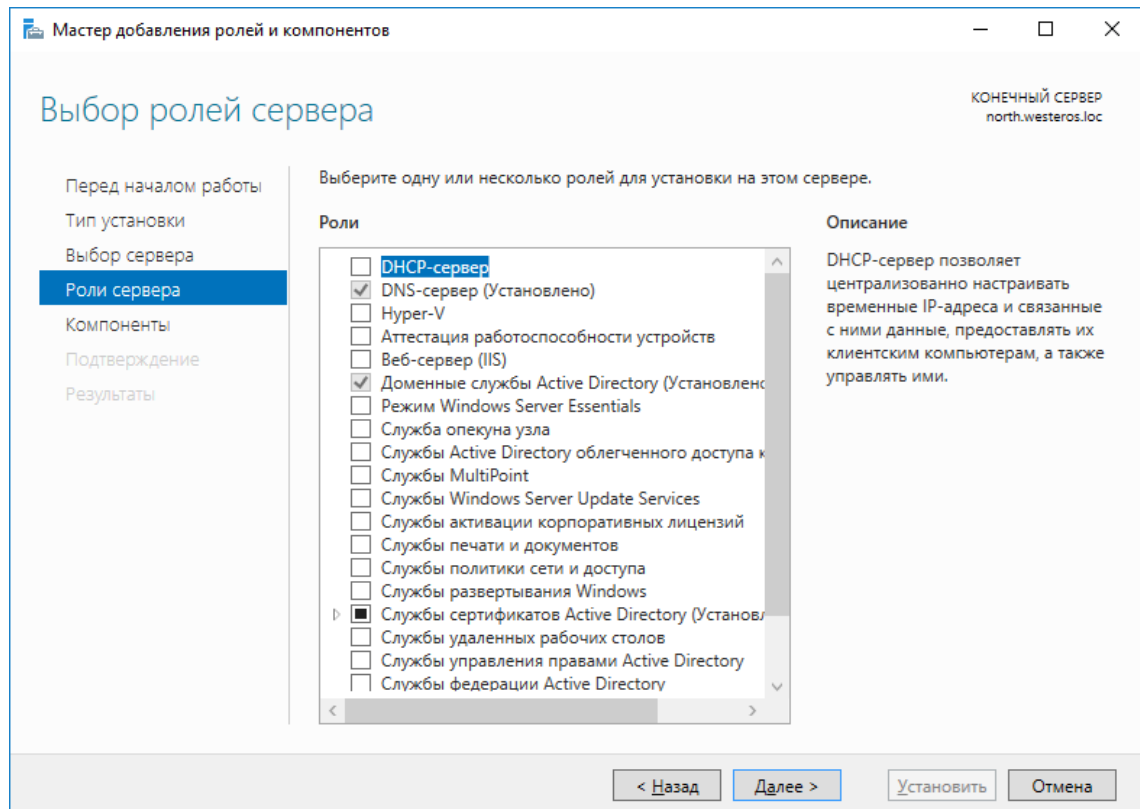 Мастер добавления ролей и компонентов
Выбор ролей сервера
КОНЕЧНЫЙ СЕРВЕР
north.westeros.loc
Перед началом работы
Тип установки
Выбор сервера
Роли сервера
Компоненты
Подтверждение
Результаты
Выберите одну или несколько ролей для установки на этом сервере.
Роли
DHCP-сервер
DNS-сервер (Установлено)
Hyper-V
Аттестация работоспособности устройств
Веб-сервер (IIS)
Доменные службы Active Directory (Установлено
Режим Windows Server Essentials
Служба опекуна узла
Службы Active Directory облегченного доступа к
Службы MultiPoint
Службы Windows Server Update Services
Службы активации корпоративных лицензий
Службы печати и документов
Службы политики сети и доступа
Службы развертывания Windows
Службы сертификатов Active Directory (Установл
Службы удаленных рабочих столов
Службы управления правами Active Directory
Службы федерации Active Directory
Описание
DHCP-сервер позволяет
централизованно настраивать
временные IP-адреса и связанные
с ними данные, предоставлять их
клиентским компьютерам, а также
управлять ими.
< Назад
Далее >
Установить
Отмена